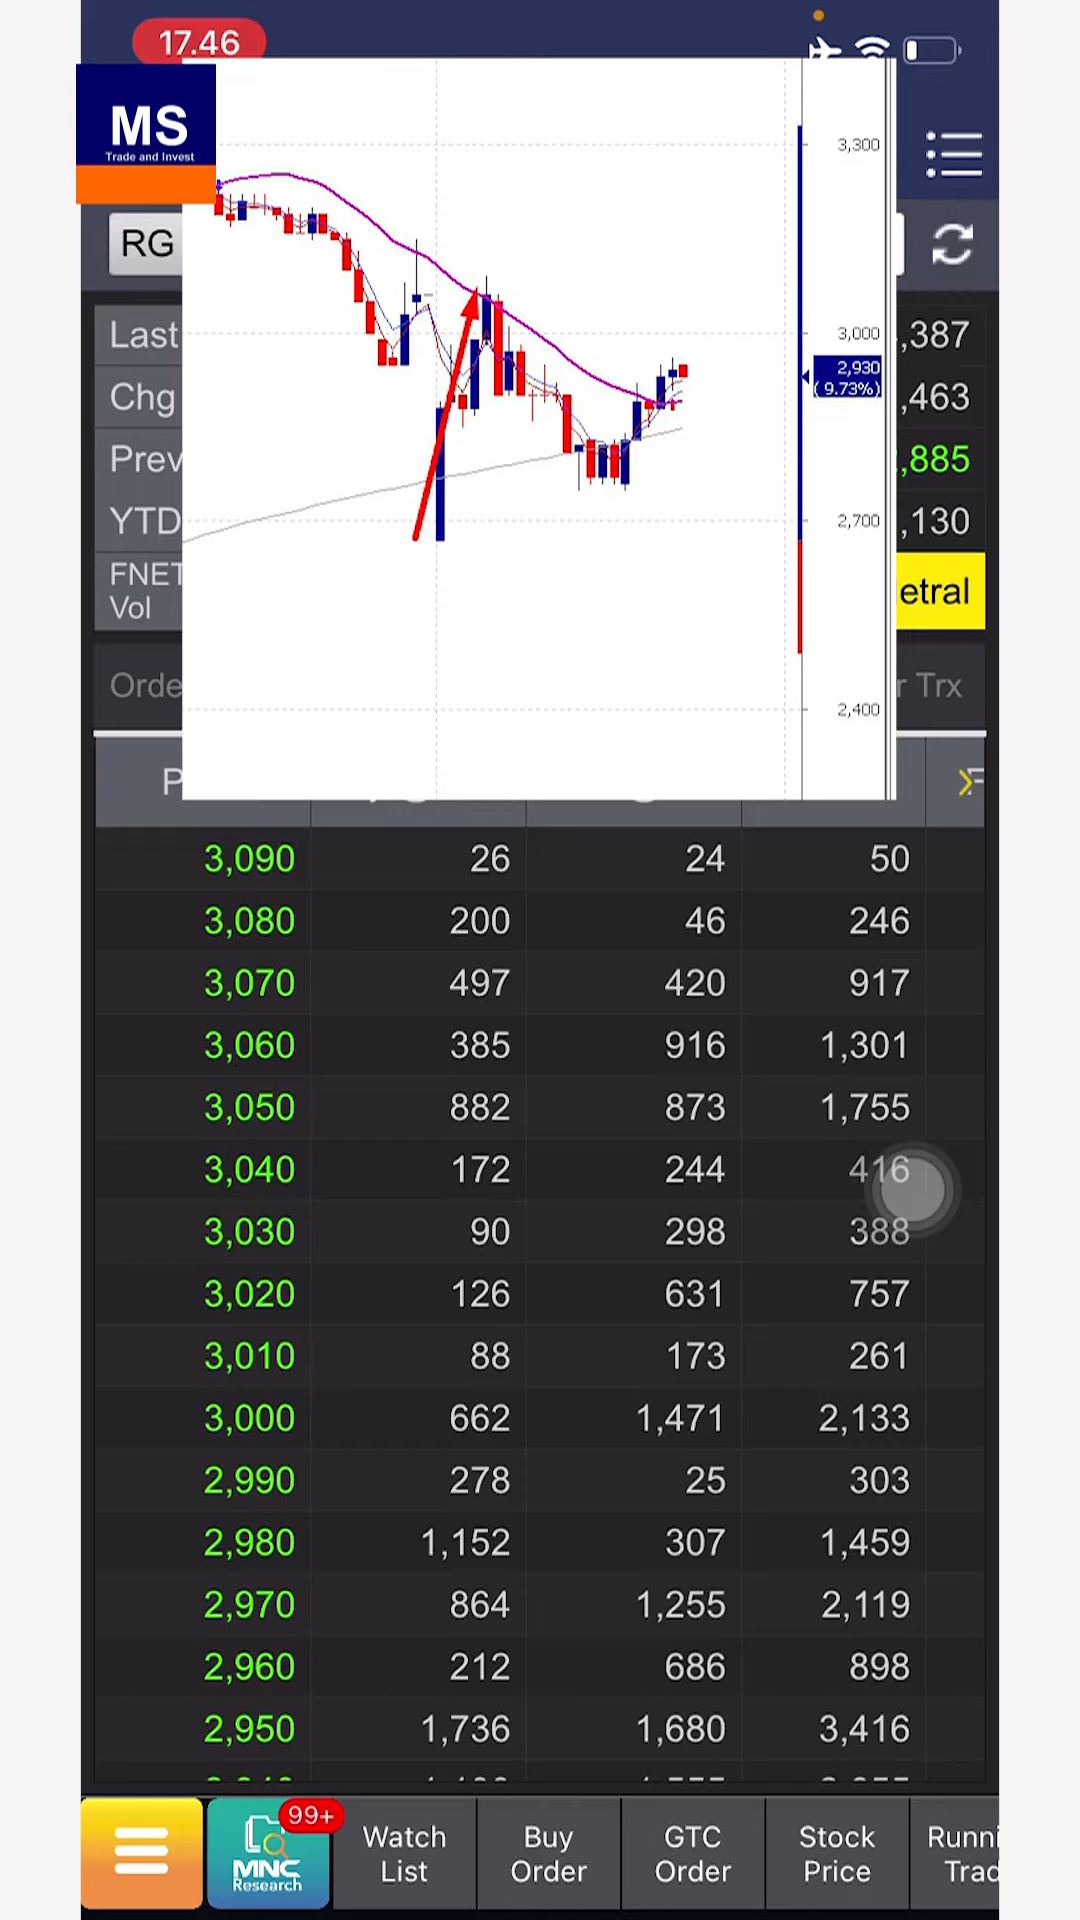 17.46
MS
Trade and Invest
3,300
3,000
2,930
( 9.73%)
2,700
2,400
RG
Last
,387
Chg
,463
Prev
,885
YTD
,130
FNET
Vol
etral
Orde
r Trx
P
3,090 26 24 50
3,080 200 46 246
3,070 497 420 917
3,060 385 916 1,301
3,050 882 873 1,755
3,040 172 244 416
3,030 90 298 388
3,020 126 631 757
3,010 88 173 261
3,000 662 1,471 2,133
2,990 278 25 303
2,980 1,152 307 1,459
2,970 864 1,255 2,119
2,960 212 686 898
2,950 1,736 1,680 3,416
99+
MNC
Research
Watch
List
Buy
Order
GTC
Order
Stock
Price
Runni
Trad